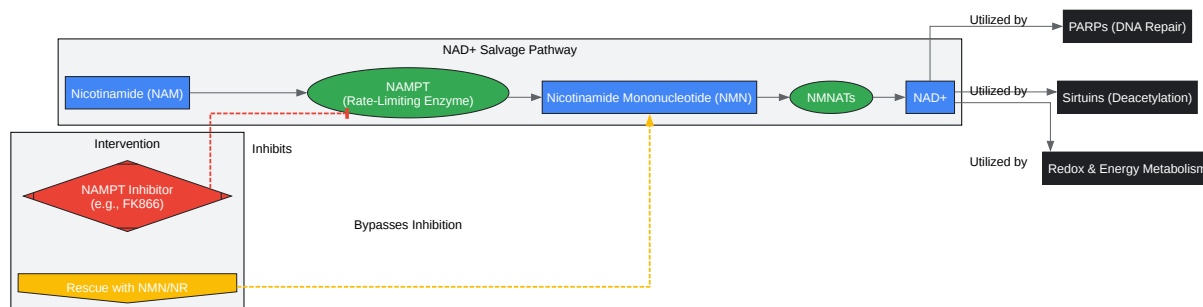 Utilized by
PARPs (DNA Repair)
NAD+ Salvage Pathway
Nicotinamide (NAM)
NAMPT
(Rate-Limiting Enzyme)
Nicotinamide Mononucleotide (NMN)
NMNATs
NAD+
Utilized by
Sirtuins (Deacetylation)
Intervention
Inhibits
Utilized by
Redox & Energy Metabolism
NAMPT Inhibitor
(e.g., FK866)
Bypasses Inhibition
Rescue with NMN/NR